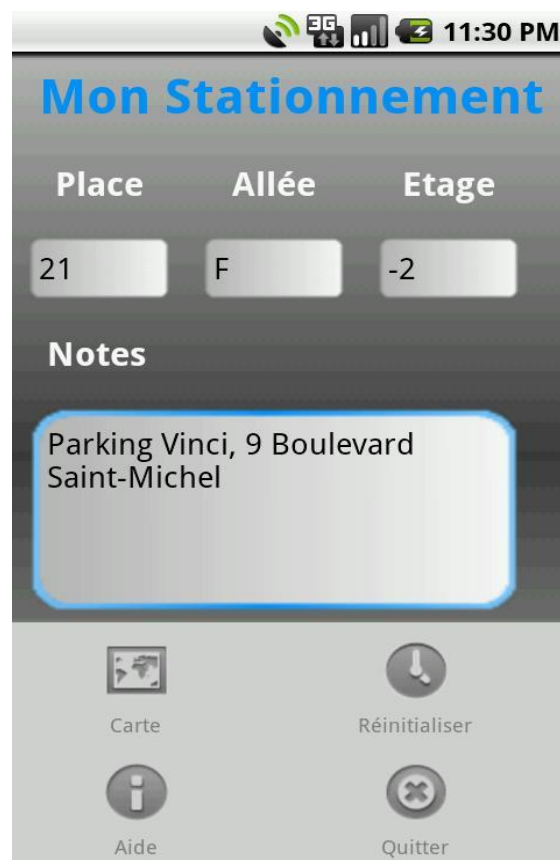 3G 11:30 PM
Mon Stationnement
Place Allée Etage
21 F -2
Notes
Parking Vinci, 9 Boulevard
Saint-Michel
Carte Réinitialiser
Aide Quitter